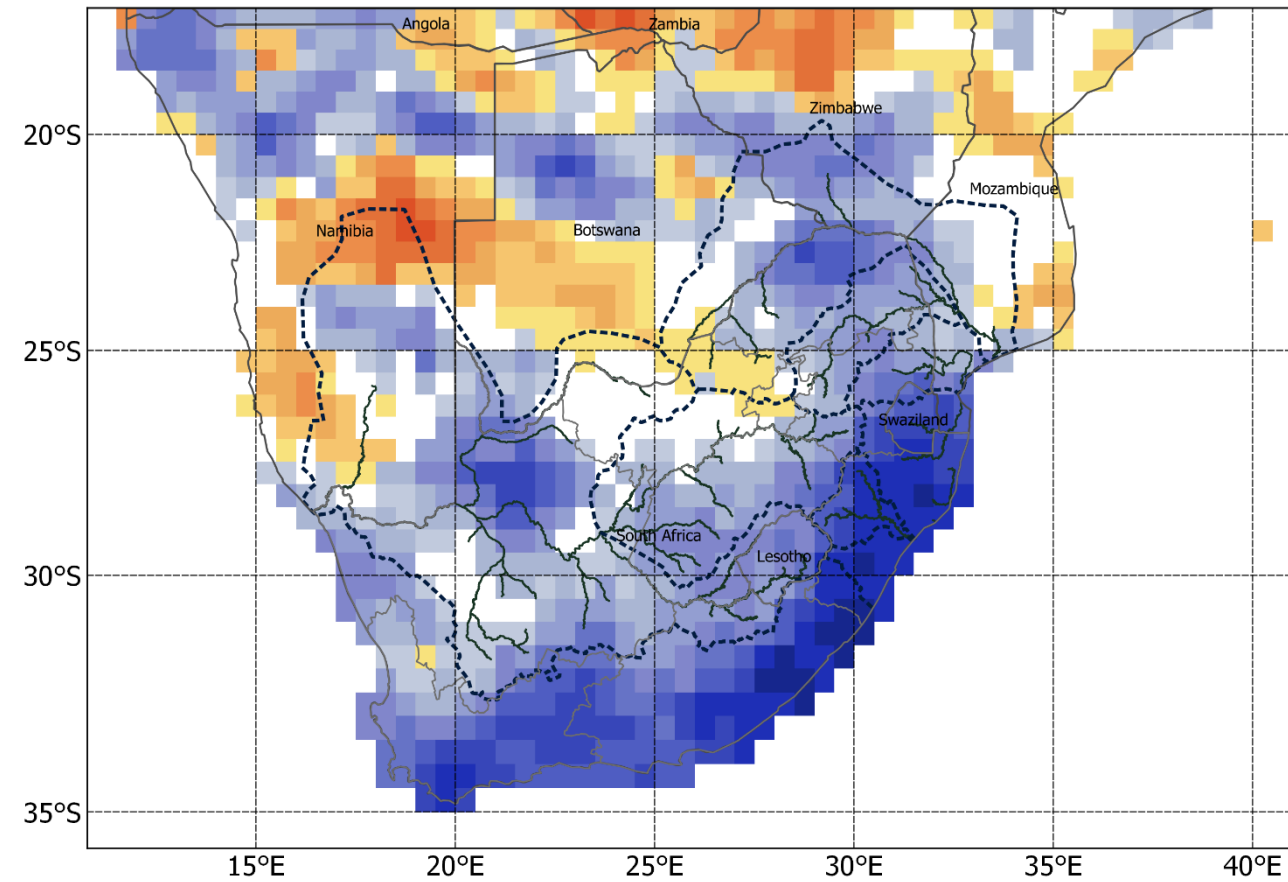 Angola
Zambia
Zimbabwe
20°S
Mozambique
Namibia
Botswana
25°S
Swaziland
South Africa
Lesotho
30°S
35°S
15°E
20°E
25°E
30°E
35°E
40°E